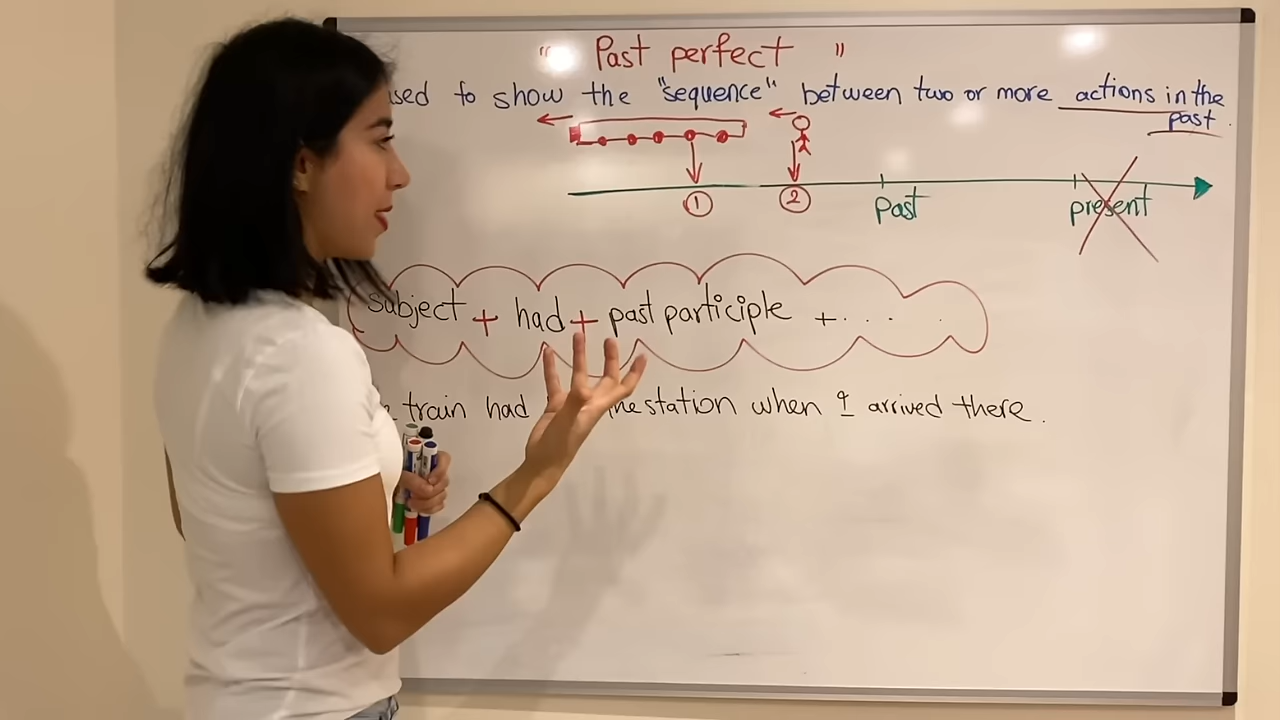 " Past perfect "
used to show the "sequence" between two or more actions in the
past.
1 2 past present
subject + had + past participle + . . .
train had the station when I arrived there.